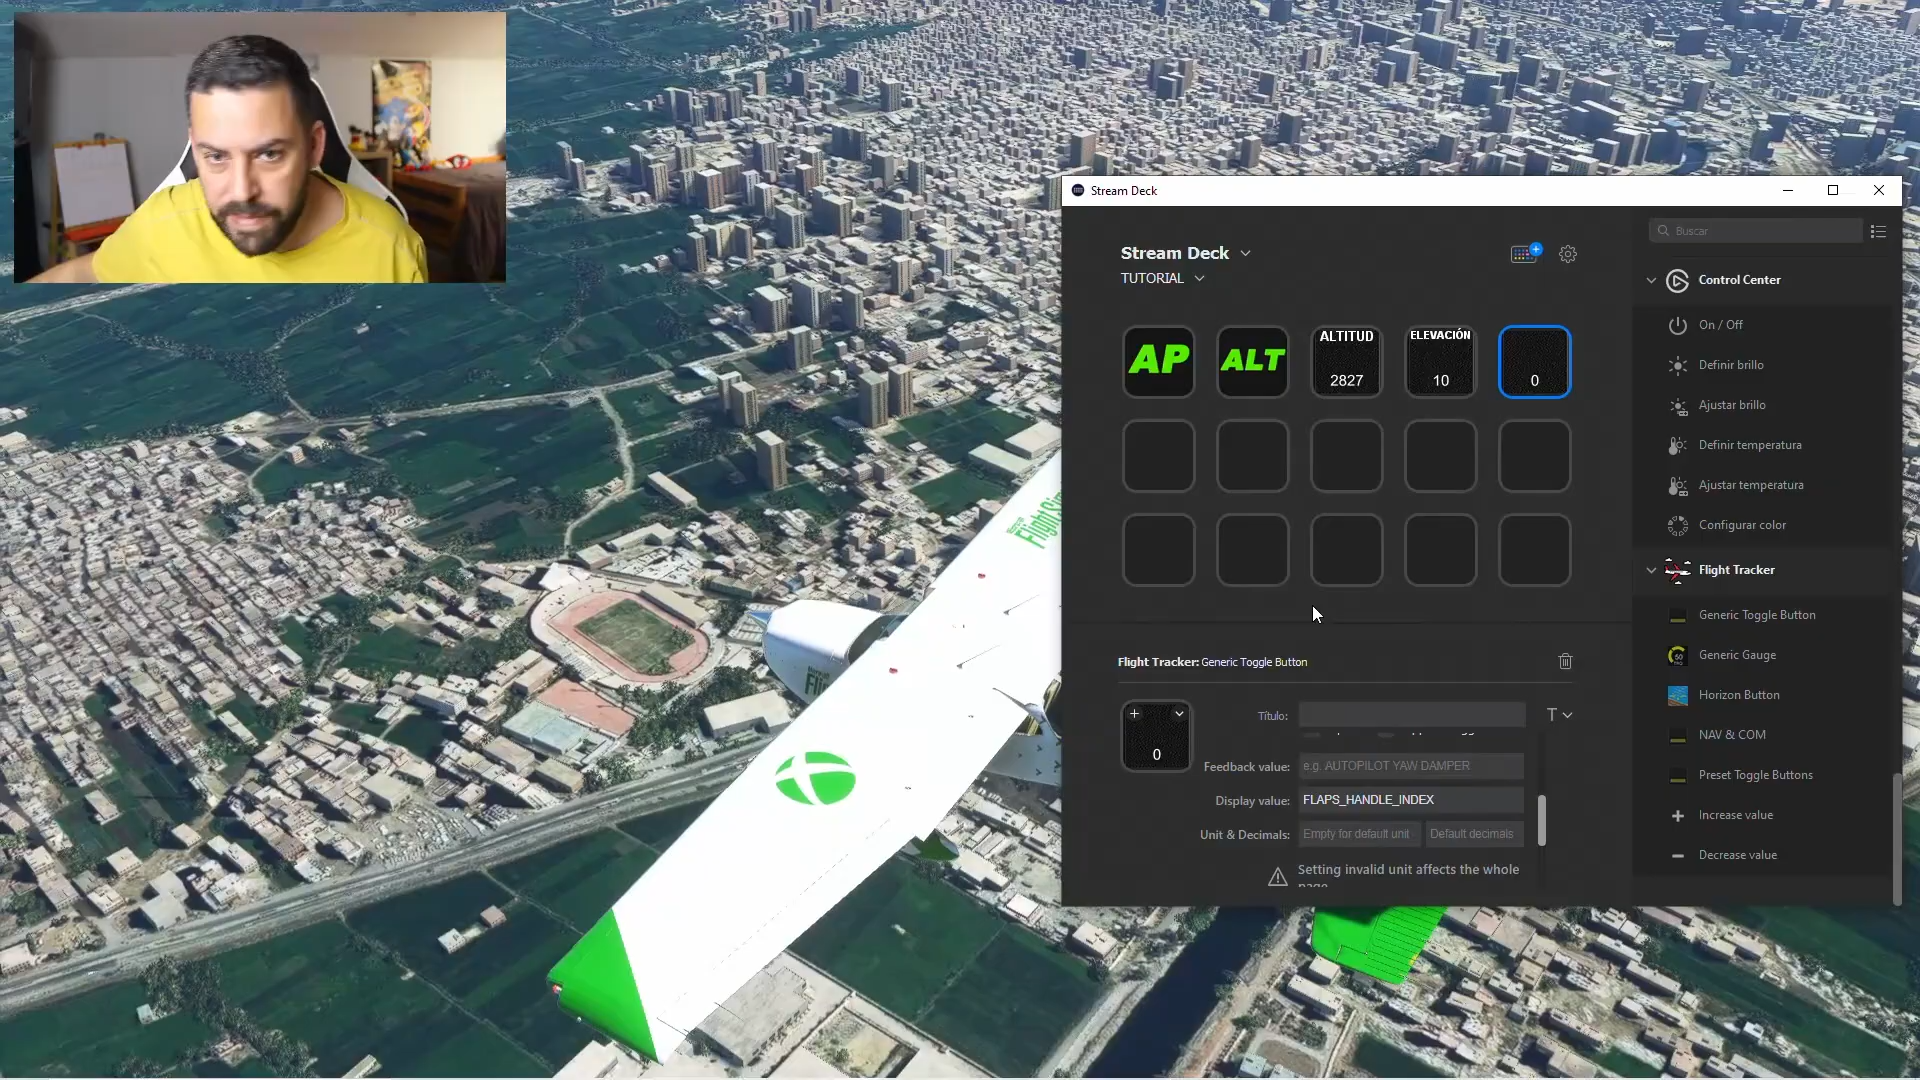 Stream Deck
Buscar
Stream Deck
TUTORIAL
AP
ALT
ALTITUD
2827
ELEVACIÓN
10
0
Control Center
On / Off
Definir brillo
Ajustar brillo
Definir temperatura
Ajustar temperatura
Configurar color
Flight Tracker
Generic Toggle Button
Generic Gauge
Horizon Button
NAV & COM
Preset Toggle Buttons
Increase value
Decrease value
Flight Tracker: Generic Toggle Button
0
Título:
T
Feedback value:
e.g. AUTOPILOT YAW DAMPER
Display value:
FLAPS_HANDLE_INDEX
Unit & Decimals:
Empty for default unit
Default decimals
Setting invalid unit affects the whole
page